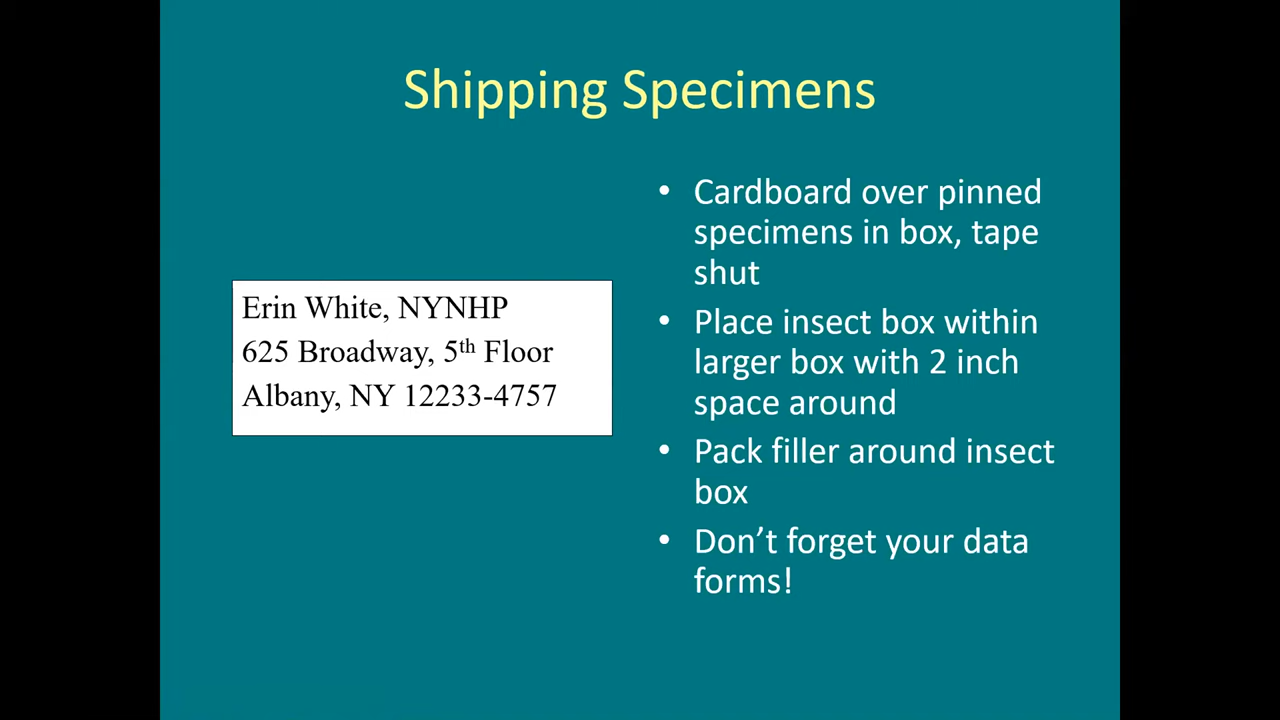 Shipping Specimens
Erin White, NYNHP
625 Broadway, 5th Floor
Albany, NY 12233-4757
• Cardboard over pinned
specimens in box, tape
shut
• Place insect box within
larger box with 2 inch
space around
• Pack filler around insect
box
• Don’t forget your data
forms!